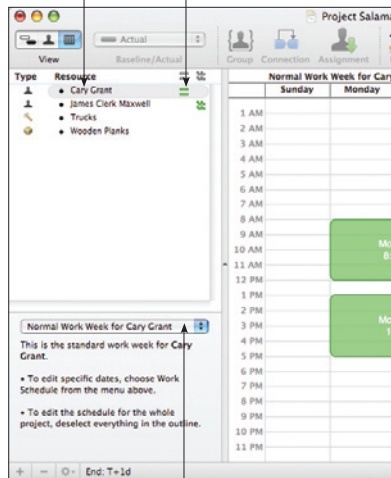 Project Salama
Actual
View
Baseline/Actual
Group
Connection
Assignment
Type
Resource
Cary Grant
James Clerk Maxwell
Trucks
Wooden Planks
Normal Work Week for Cary
Sunday
Monday
1 AM
2 AM
3 AM
4 AM
5 AM
6 AM
7 AM
8 AM
9 AM
10 AM
11 AM
12 PM
1 PM
2 PM
3 PM
4 PM
5 PM
6 PM
7 PM
8 PM
9 PM
10 PM
11 PM
Mo
8:
Mo
1:
Normal Work Week for Cary Grant
This is the standard work week for Cary
Grant.
• To edit specific dates, choose Work
Schedule from the menu above.
• To edit the schedule for the whole
project, deselect everything in the outline.
End: T+1d